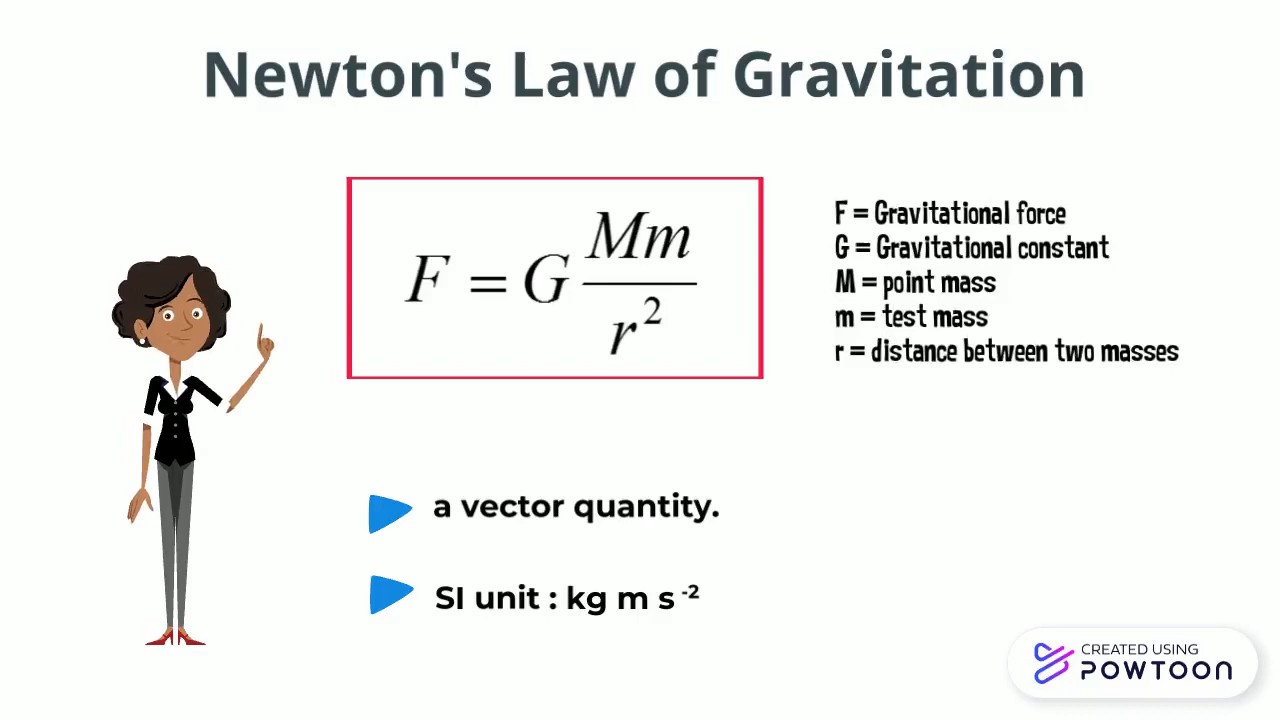 Newton's Law of Gravitation
F = G Mm / r²
F = Gravitational force
G = Gravitational constant
M = point mass
m = test mass
r = distance between two masses
a vector quantity.
SI unit : kg m s ⁻²
CREATED USING
POWTOON